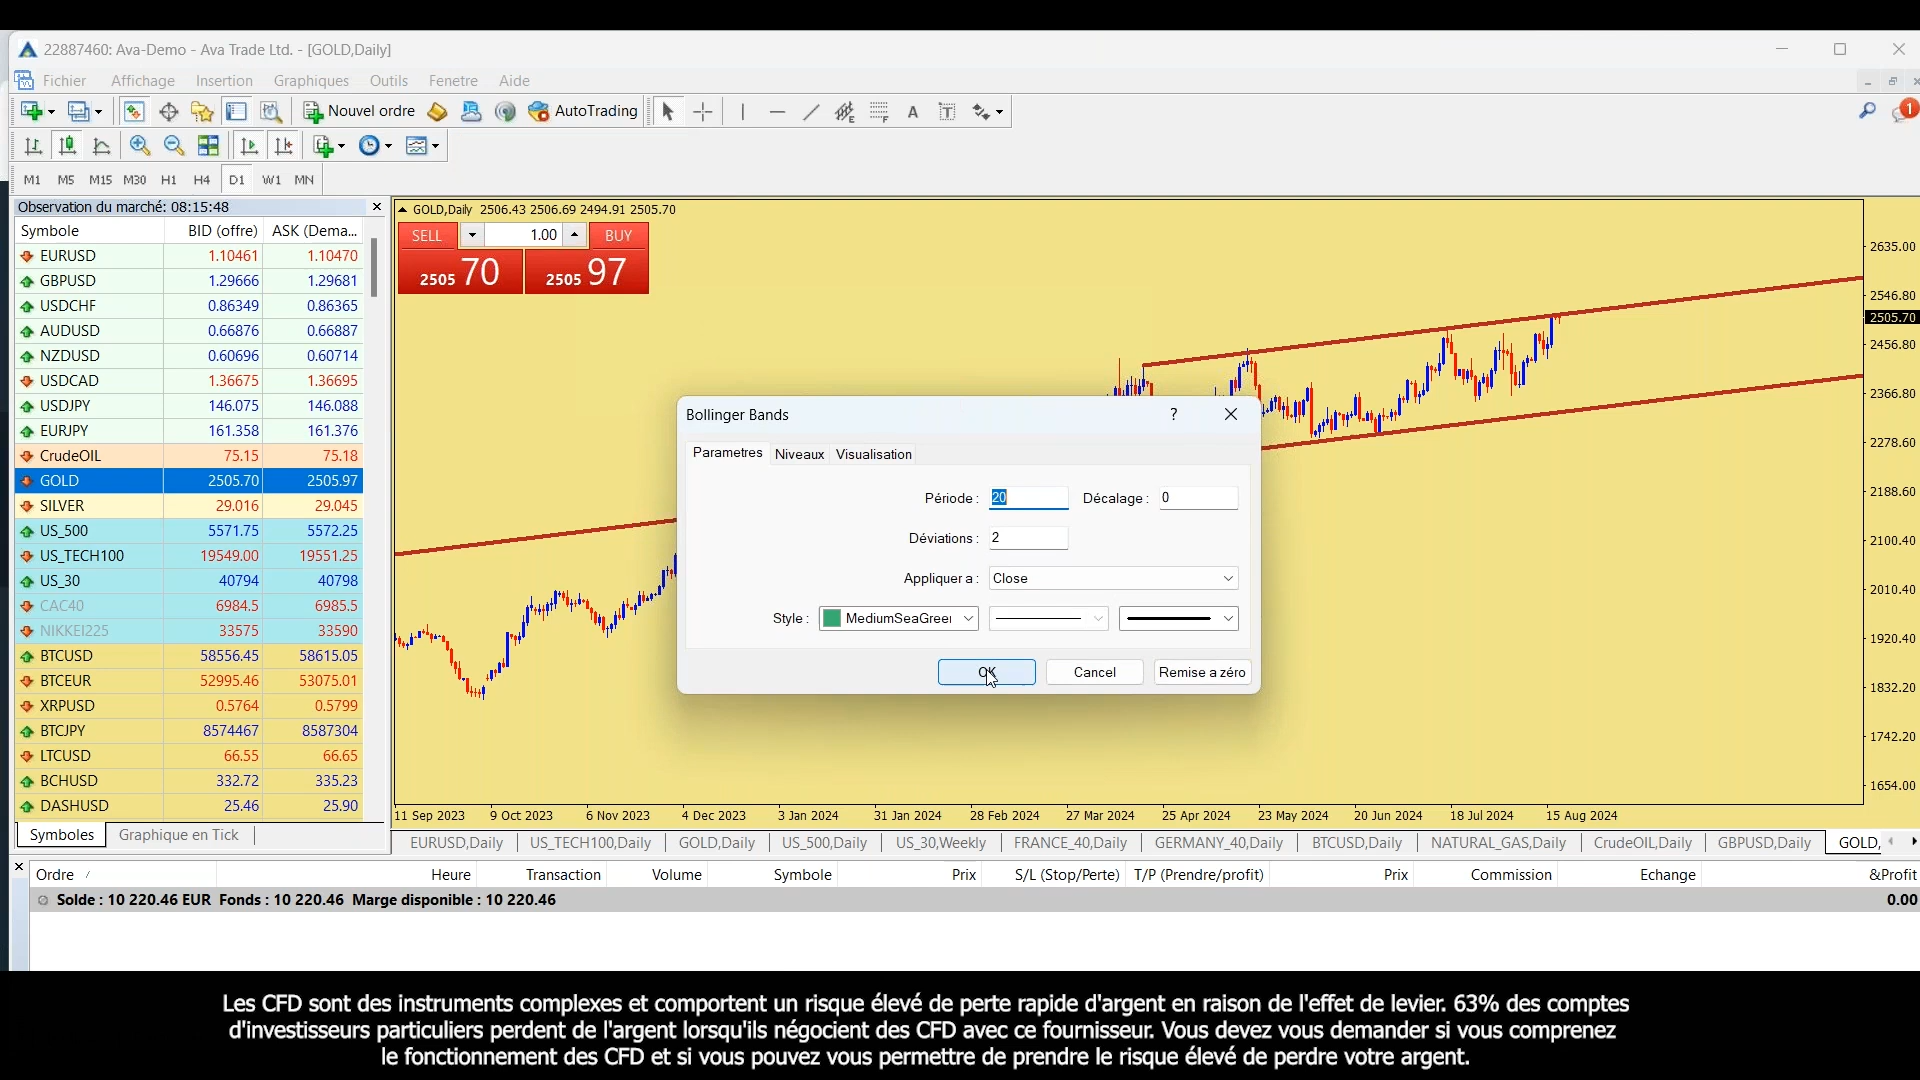 22887460: Ava-Demo - Ava Trade Ltd. - [GOLD,Daily]
Fichier Affichage Insertion Graphiques Outils Fenetre Aide
Nouvel ordre AutoTrading A T 1
M1 M5 M15 M30 H1 H4 D1 W1 MN
Observation du marché: 08:15:48
Symbole BID (offre) ASK (Dema...
EURUSD 1.10461 1.10470
GBPUSD 1.29666 1.29681
USDCHF 0.86349 0.86365
AUDUSD 0.66876 0.66887
NZDUSD 0.60696 0.60714
USDCAD 1.36675 1.36695
USDJPY 146.075 146.088
EURJPY 161.358 161.376
CrudeOIL 75.15 75.18
GOLD 2505.70 2505.97
SILVER 29.016 29.045
US_500 5571.75 5572.25
US_TECH100 19549.00 19551.25
US_30 40794 40798
CAC40 6984.5 6985.5
NIKKEI225 33575 33590
BTCUSD 58556.45 58615.05
BTCEUR 52995.46 53075.01
XRPUSD 0.5764 0.5799
BTCJPY 8574467 8587304
LTCUSD 66.55 66.65
BCHUSD 332.72 335.23
DASHUSD 25.46 25.90
Symboles Graphique en Tick
GOLD,Daily 2506.43 2506.69 2494.91 2505.70
SELL 1.00 BUY
2505 70 2505 97
2635.00
2546.80
2505.70
2456.80
2366.80
2278.60
2188.60
2100.40
2010.40
1920.40
1832.20
1742.20
1654.00
Bollinger Bands ?
Parametres Niveaux Visualisation
Période : 20 Décalage : 0
Déviations : 2
Appliquer a : Close
Style : MediumSeaGreen
OK Cancel Remise a zéro
11 Sep 2023 9 Oct 2023 6 Nov 2023 4 Dec 2023 3 Jan 2024 31 Jan 2024 28 Feb 2024 27 Mar 2024 25 Apr 2024 23 May 2024 20 Jun 2024 18 Jul 2024 15 Aug 2024
EURUSD,Daily US_TECH100,Daily GOLD,Daily US_500,Daily US_30,Weekly FRANCE_40,Daily GERMANY_40,Daily BTCUSD,Daily NATURAL_GAS,Daily CrudeOIL,Daily GBPUSD,Daily GOLD,
Ordre / Heure Transaction Volume Symbole Prix S/L (Stop/Perte) T/P (Prendre/profit) Prix Commission Echange &Profit
Solde : 10 220.46 EUR Fonds : 10 220.46 Marge disponible : 10 220.46 0.00
Les CFD sont des instruments complexes et comportent un risque élevé de perte rapide d'argent en raison de l'effet de levier. 63% des comptes
d'investisseurs particuliers perdent de l'argent lorsqu'ils négocient des CFD avec ce fournisseur. Vous devez vous demander si vous comprenez
le fonctionnement des CFD et si vous pouvez vous permettre de prendre le risque élevé de perdre votre argent.